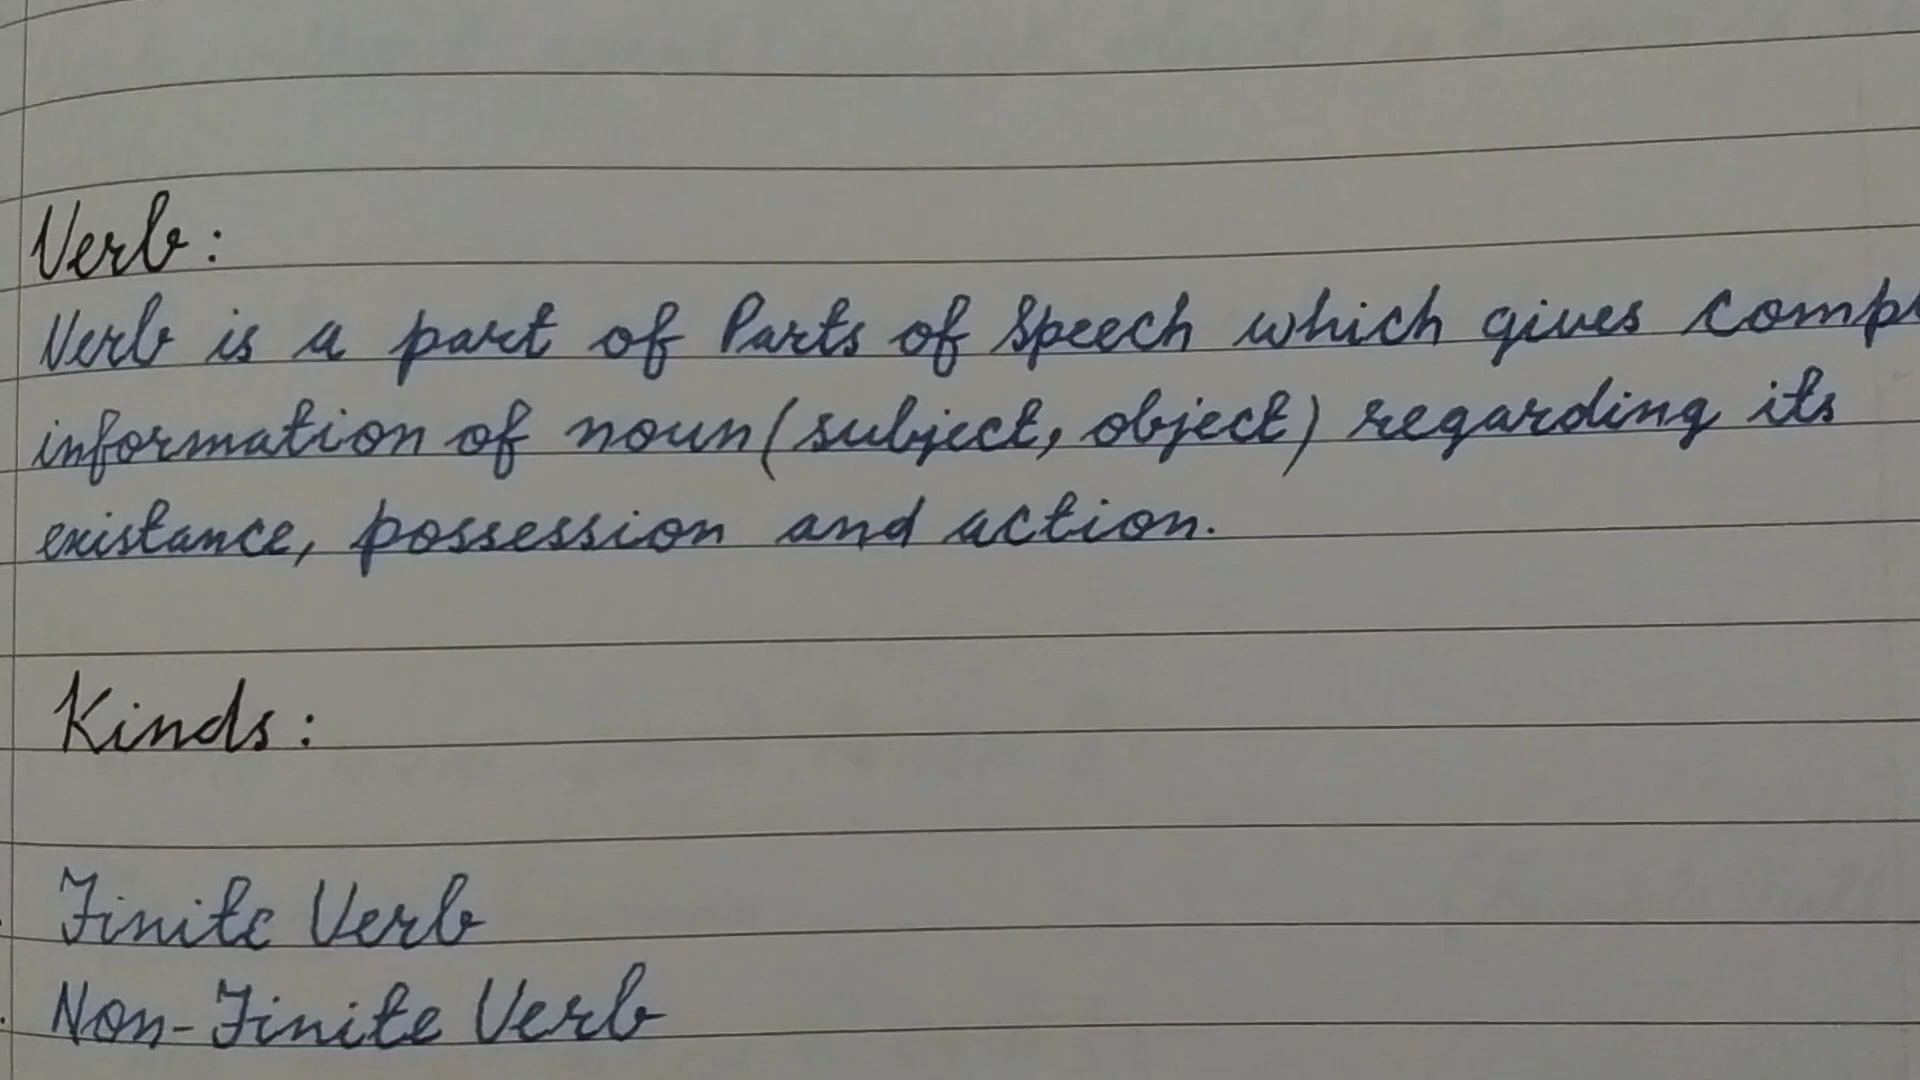 Verb:
Verb is a part of Parts of Speech which gives comp
information of noun (subject, object) regarding its
existance, possession and action.
Kinds:
Finite Verb
Non-Finite Verb